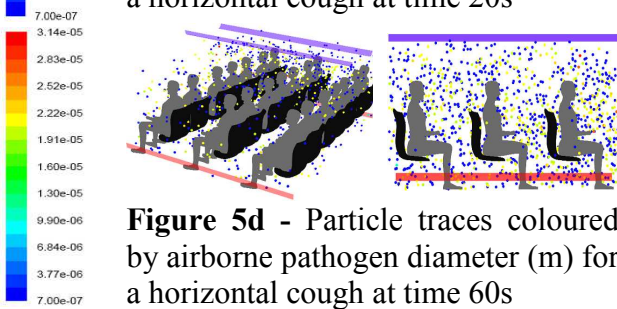 a horizontal cough at time 20s
7.00e-07
3.14e-05
2.83e-05
2.52e-05
2.22e-05
1.91e-05
1.60e-05
1.30e-05
9.90e-06
6.84e-06
3.77e-06
7.00e-07
Figure 5d - Particle traces coloured
by airborne pathogen diameter (m) for
a horizontal cough at time 60s